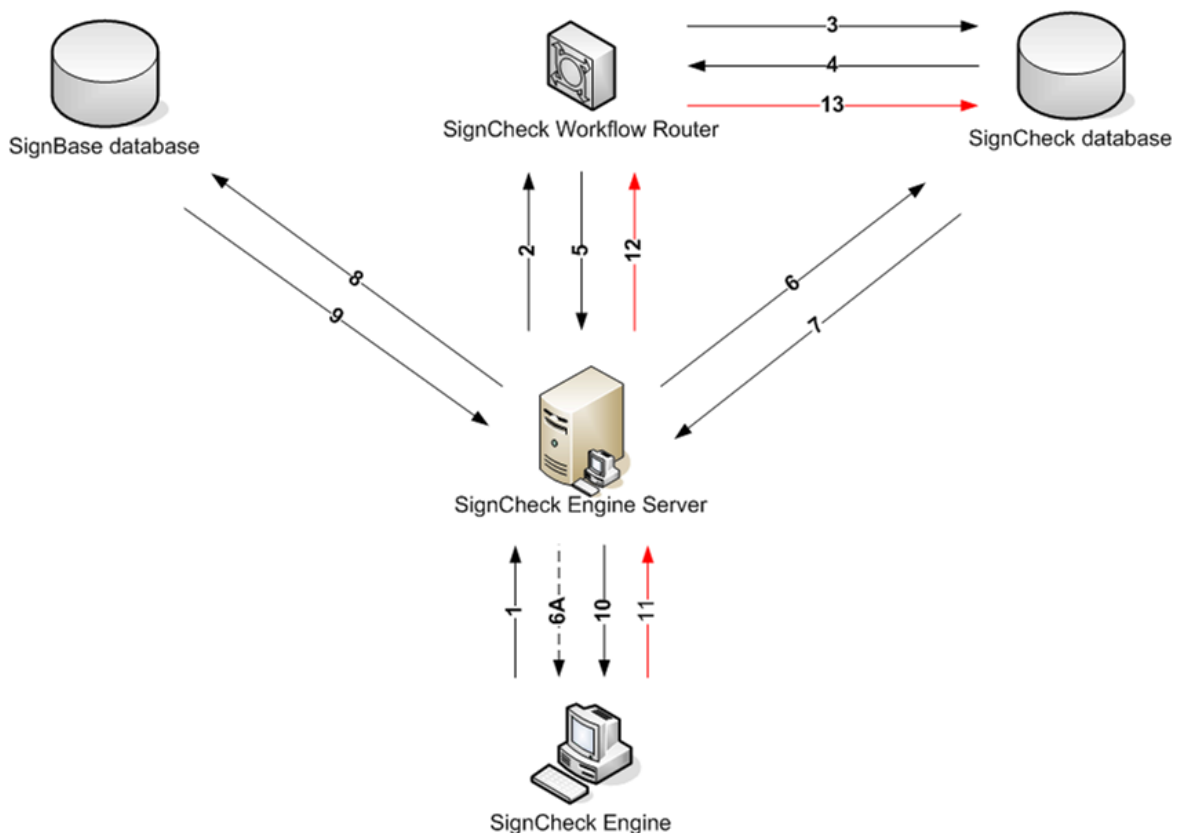 3
4
13
SignBase database
SignCheck Workflow Router
SignCheck database
2
5
12
8
9
6
7
SignCheck Engine Server
1
6A
10
11
SignCheck Engine